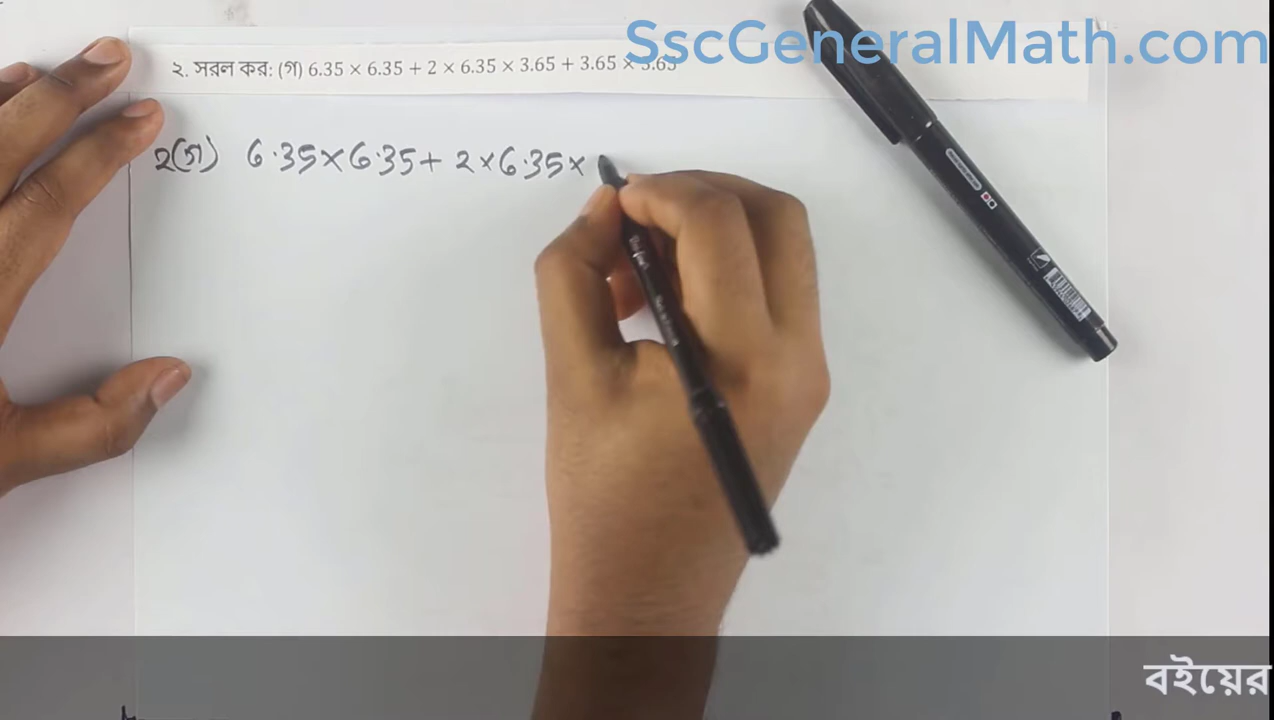 SscGeneralMath.com
২. সরল কর: (গ) 6.35 × 6.35 + 2 × 6.35 × 3.65 + 3.65 × 3.65
2(গ) 6.35×6.35+ 2×6.35×
বইয়ের